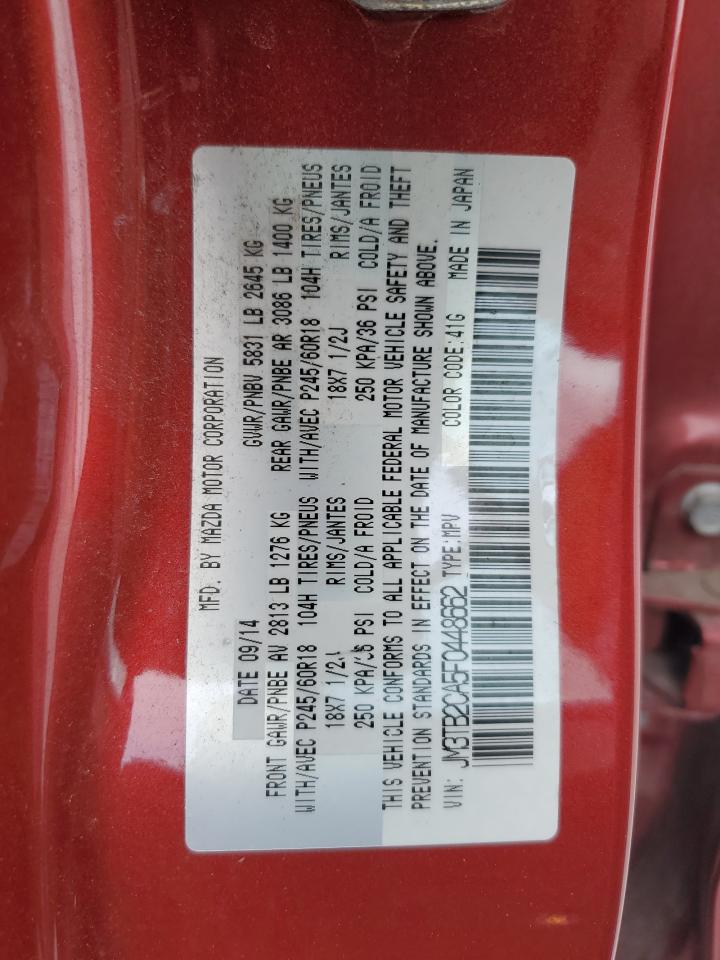 MFD. BY MAZDA MOTOR CORPORATION
DATE 09/14 GVWR/PNBV 5831 LB 2645 KG
FRONT GAWR/PNBE AV 2813 LB 1276 KG REAR GAWR/PNBE AR 3086 LB 1400 KG
WITH/AVEC P245/60R18 104H TIRES/PNEUS WITH/AVEC P245/60R18 104H TIRES/PNEUS
18X7 1/2J RIMS/JANTES 18X7 1/2J RIMS/JANTES
250 KPA/36 PSI COLD/A FROID 250 KPA/36 PSI COLD/A FROID
THIS VEHICLE CONFORMS TO ALL APPLICABLE FEDERAL MOTOR VEHICLE SAFETY AND THEFT
PREVENTION STANDARDS IN EFFECT ON THE DATE OF MANUFACTURE SHOWN ABOVE.
VIN: JM3TB2CA5F0448662 TYPE:MPV COLOR CODE:41G MADE IN JAPAN